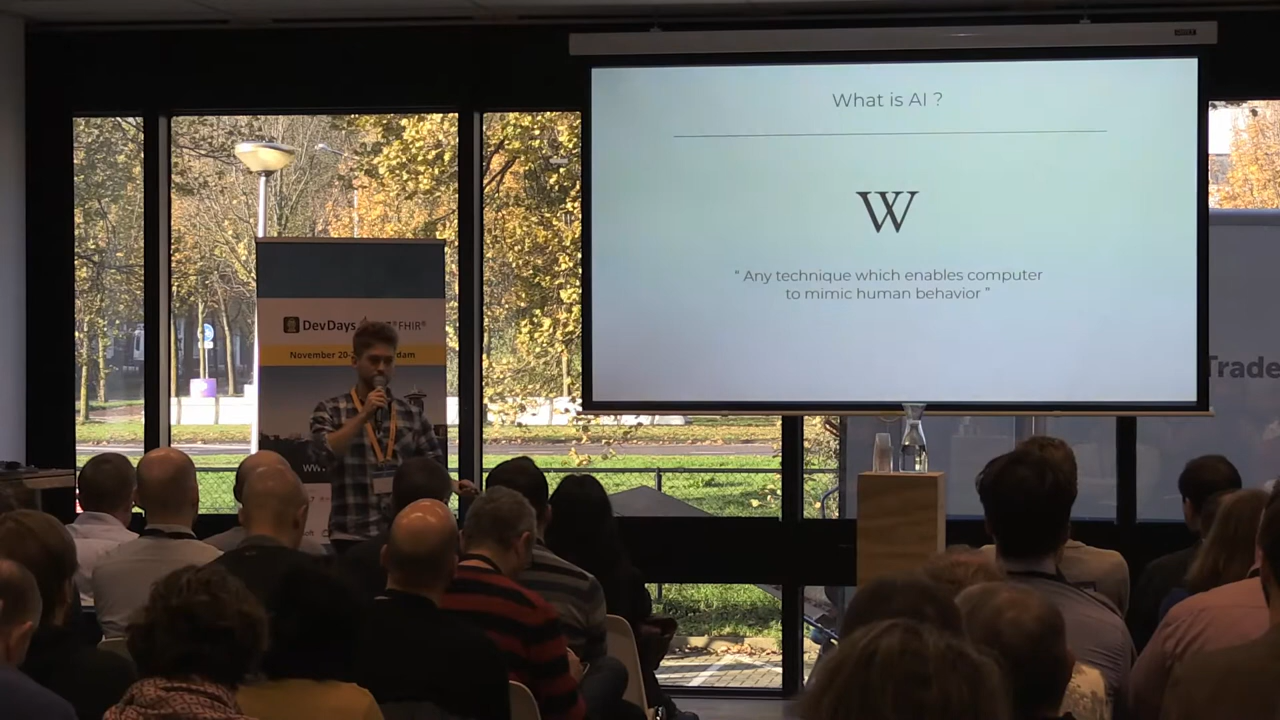 What is AI ?
W
“ Any technique which enables computer
to mimic human behavior ”
DevDays
FHIR®
November 20-
dam
Trade